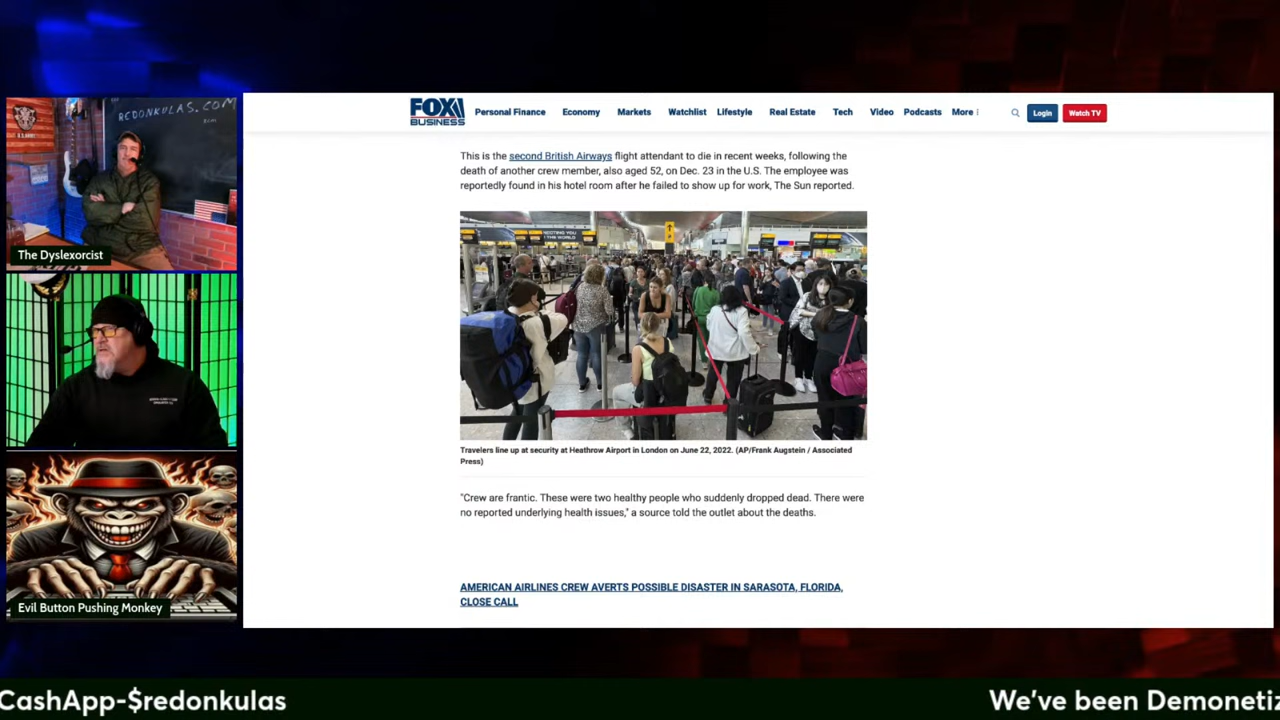 REDONKULAS.COM
U.S. ARMY
The Dyslexorcist
Evil Button Pushing Monkey
FOX
BUSINESS
Personal Finance
Economy
Markets
Watchlist
Lifestyle
Real Estate
Tech
Video
Podcasts
More
Login
Watch TV
This is the second British Airways flight attendant to die in recent weeks, following the
death of another crew member, also aged 52, on Dec. 23 in the U.S. The employee was
reportedly found in his hotel room after he failed to show up for work, The Sun reported.
Travelers line up at security at Heathrow Airport in London on June 22, 2022. (AP/Frank Augstein / Associated
Press)
"Crew are frantic. These were two healthy people who suddenly dropped dead. There were
no reported underlying health issues," a source told the outlet about the deaths.
AMERICAN AIRLINES CREW AVERTS POSSIBLE DISASTER IN SARASOTA, FLORIDA,
CLOSE CALL
CashApp-$redonkulas
We've been Demonetiz